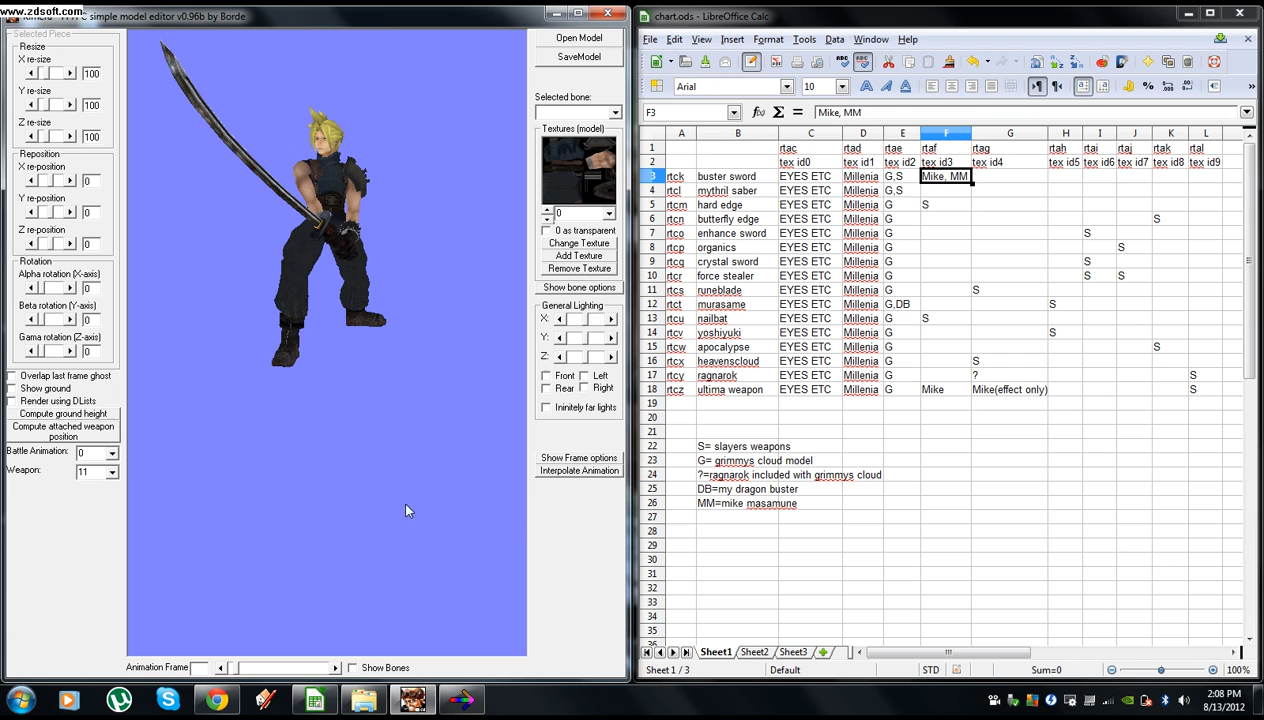 www.zdsoft.com
simple model editor v0.96b by Borde
Selected Piece
Resize
X re-size
100
Y re-size
100
Z re-size
100
Reposition
X re-position
0
Y re-position
0
Z re-position
0
Rotation
Alpha rotation (X-axis)
0
Beta rotation (Y-axis)
0
Gama rotation (Z-axis)
0
Overlap last frame ghost
Show ground
Render using DLists
Compute ground height
Compute attached weapon position
Battle Animation: 0
Weapon: 11
Animation Frame
Show Bones
Open Model
SaveModel
Selected bone:
Textures (model)
0
0 as transparent
Change Texture
Add Texture
Remove Texture
Show bone options
General Lighting
X:
Y:
Z:
Front Left
Rear Right
Ininitely far lights
Show Frame options
Interpolate Animation
chart.ods - LibreOffice Calc
File Edit View Insert Format Tools Data Window Help
Arial 10
F3 Mike, MM
A B C D E F G H I J K L
1 rtac rtad rtae rtaf rtag rtah rtai rtaj rtak rtal
2 tex id0 tex id1 tex id2 tex id3 tex id4 tex id5 tex id6 tex id7 tex id8 tex id9
3 rtck buster sword EYES ETC Millenia G,S Mike, MM
4 rtcl mythril saber EYES ETC Millenia G,S
5 rtcm hard edge EYES ETC Millenia G S
6 rtcn butterfly edge EYES ETC Millenia G S
7 rtco enhance sword EYES ETC Millenia G S
8 rtcp organics EYES ETC Millenia G S
9 rtcq crystal sword EYES ETC Millenia G S
10 rtcr force stealer EYES ETC Millenia G S S
11 rtcs runeblade EYES ETC Millenia G S
12 rtct murasame EYES ETC Millenia G,DB S
13 rtcu nailbat EYES ETC Millenia G S
14 rtcv yoshiyuki EYES ETC Millenia G S
15 rtcw apocalypse EYES ETC Millenia G S
16 rtcx heavenscloud EYES ETC Millenia G S
17 rtcy ragnarok EYES ETC Millenia G ? S
18 rtcz ultima weapon EYES ETC Millenia G Mike Mike(effect only) S
19
20
21
22 S= slayers weapons
23 G= grimmys cloud model
24 ?=ragnarok included with grimmys cloud
25 DB=my dragon buster
26 MM=mike masamune
27
28
29
30
31
32
33
34
35
Sheet1 Sheet2 Sheet3
Sheet 1 / 3 Default STD Sum=0 100%
2:08 PM
8/13/2012